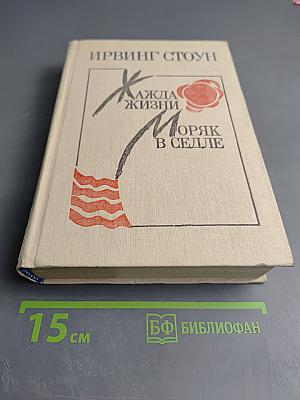 ИРВИНГ СТОУН
ЖАЖДА
ЖИЗНИ
МОРЯК
В СЕДЛЕ
15 см
БФ БИБЛИОФАН